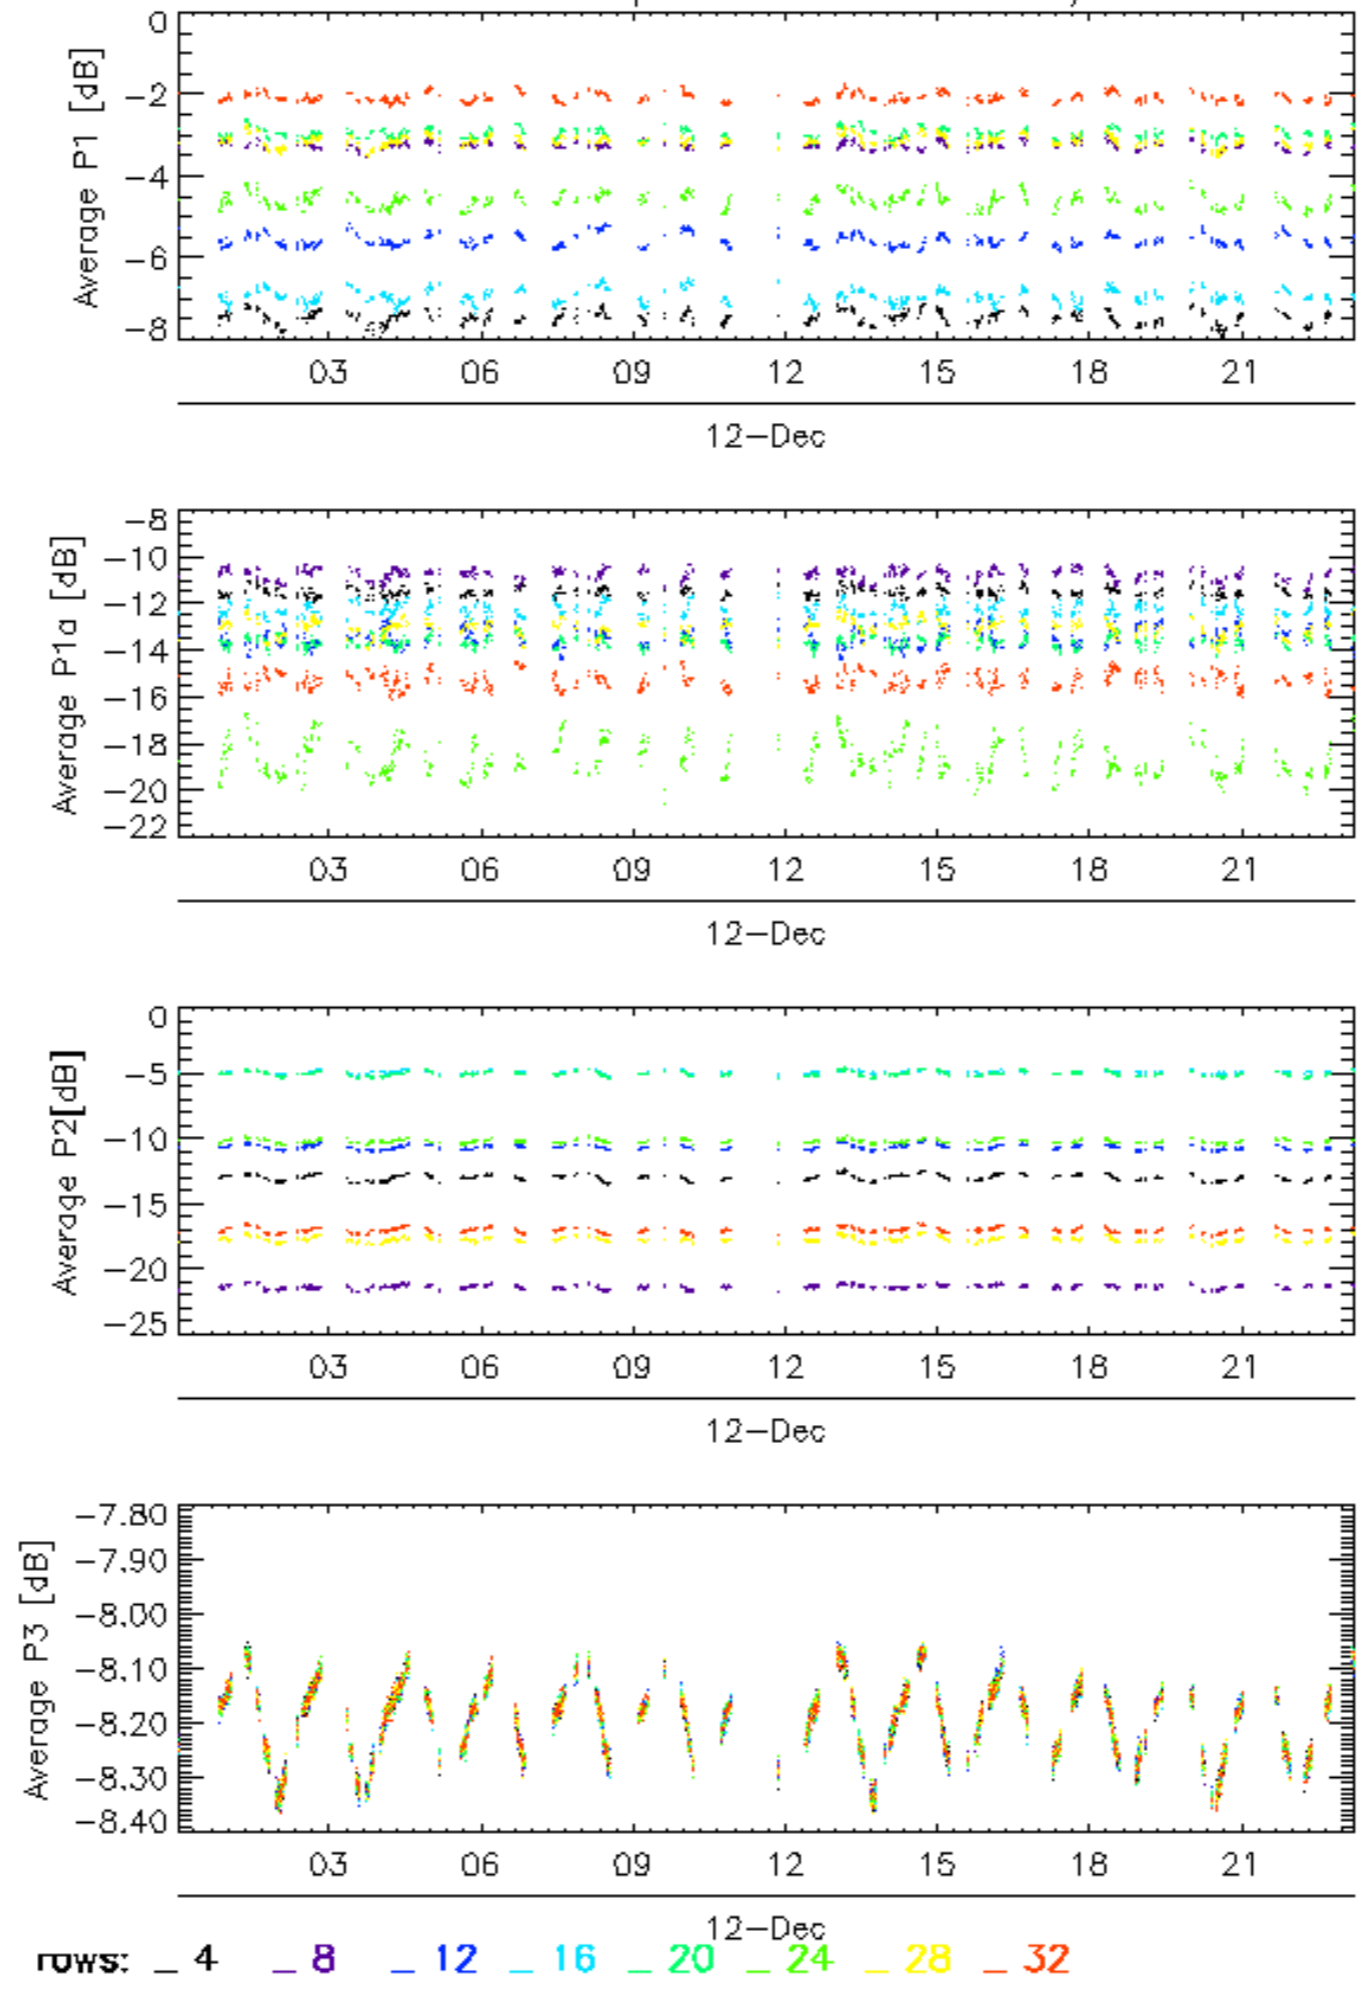 Average P1 [dB]
0
−2
−4
−6
−8
03 06 09 12 15 18 21
12−Dec
Average P1a [dB]
−8
−10
−12
−14
−16
−18
−20
−22
03 06 09 12 15 18 21
12−Dec
Average P2[dB]
0
−5
−10
−15
−20
−25
03 06 09 12 15 18 21
12−Dec
Average P3 [dB]
−7.80
−7.90
−8.00
−8.10
−8.20
−8.30
−8.40
03 06 09 12 15 18 21
12−Dec
rows: _ 4 _ 8 _ 12 _ 16 _ 20 _ 24 _ 28 _ 32